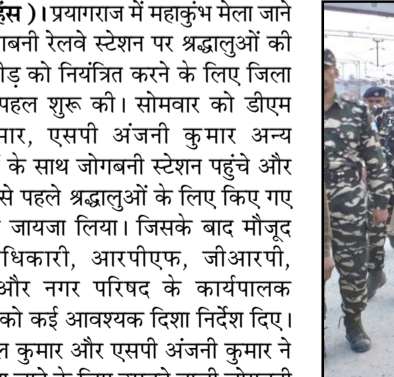 हंस )। प्रयागराज में महाकुंभ मेला जाने
गबनी रेलवे स्टेशन पर श्रद्धालुओं की
ोड़ को नियंत्रित करने के लिए जिला
पहल शुरू की। सोमवार को डीएम
मार, एसपी अंजनी कुमार अन्य
के साथ जोगबनी स्टेशन पहुंचे और
से पहले श्रद्धालुओं के लिए किए गए
जायजा लिया। जिसके बाद मौजूद
धिकारी, आरपीएफ, जीआरपी,
और नगर परिषद के कार्यपालक
को कई आवश्यक दिशा निर्देश दिए।
ल कुमार और एसपी अंजनी कुमार ने